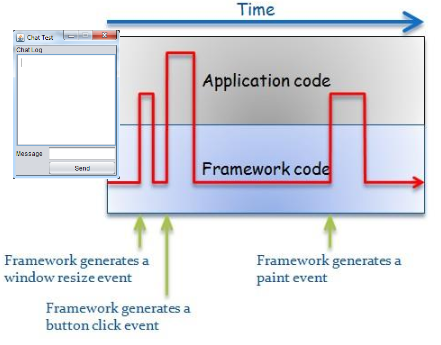 Time
Chat Test
Chat Log
Application code
Message
Send
Framework code
Framework generates a
window resize event
Framework generates a
paint event
Framework generates a
button click event